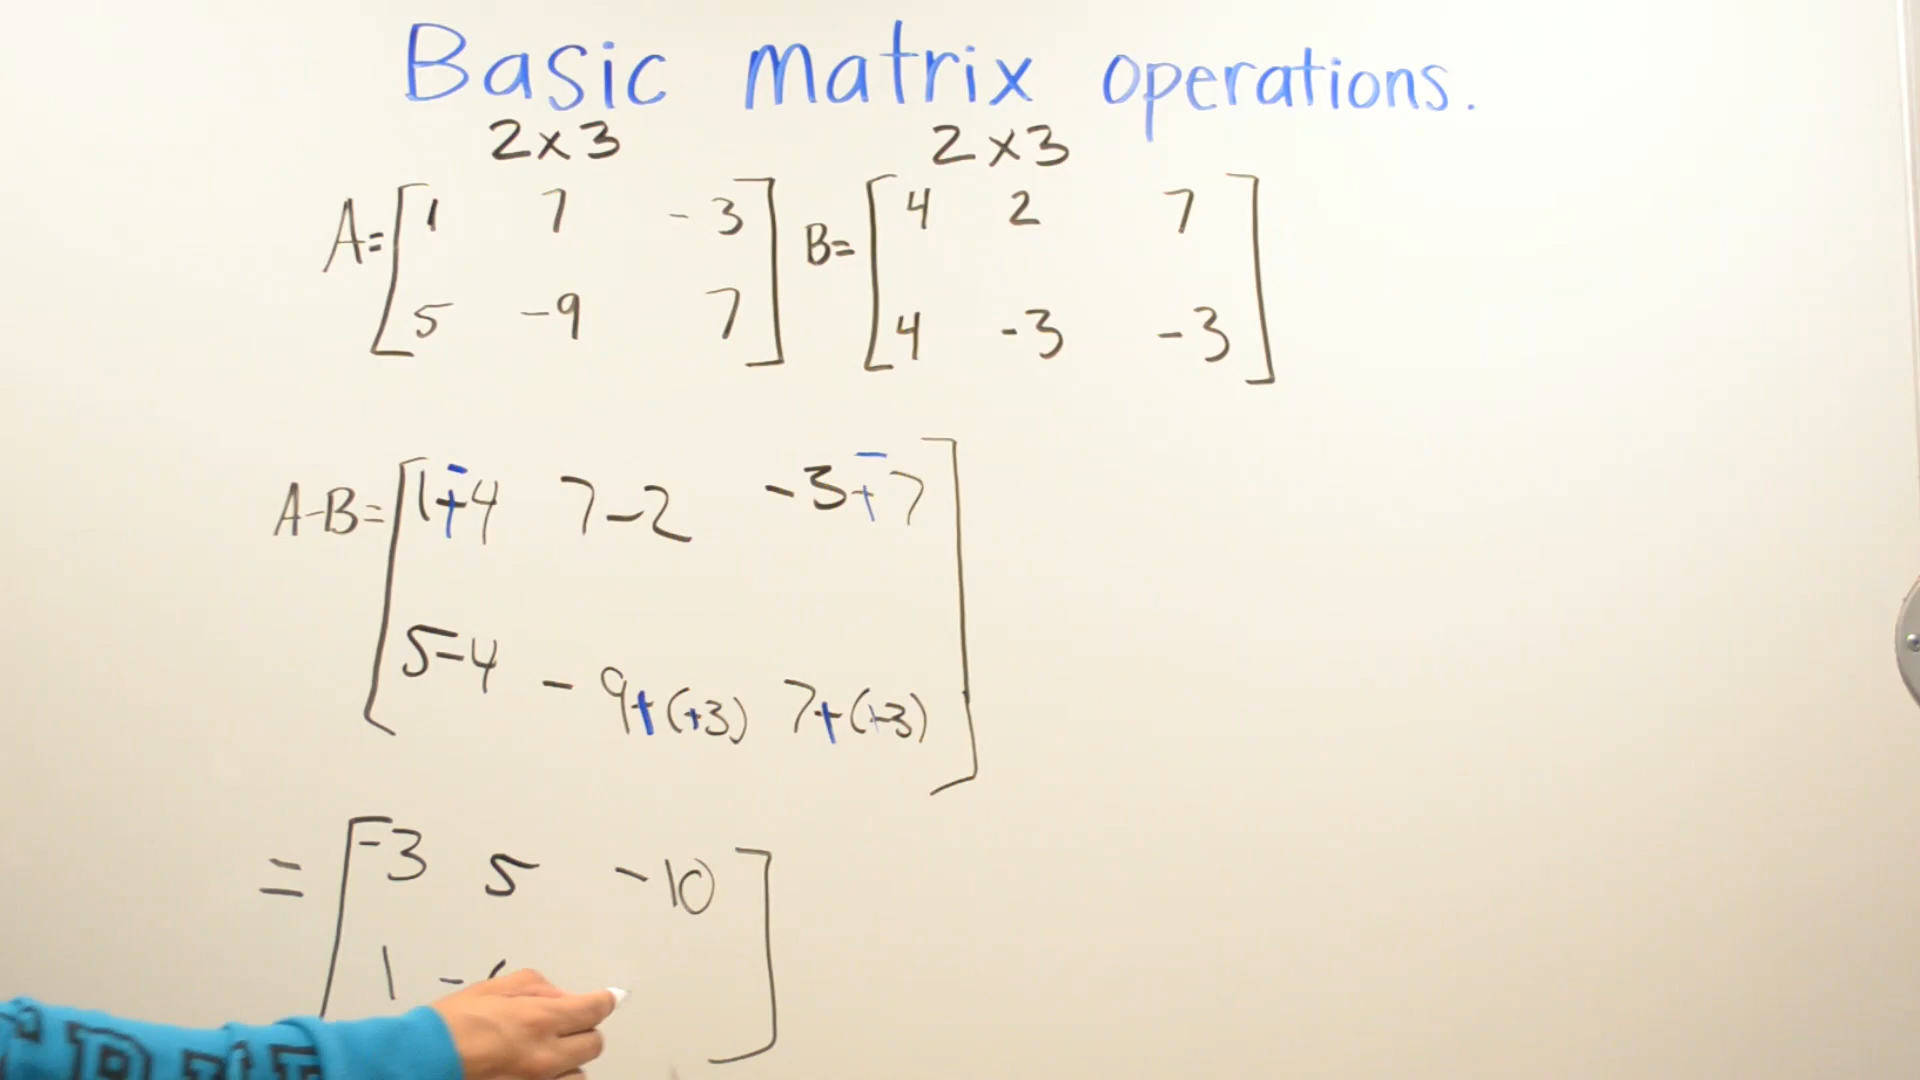 Basic matrix operations.
2x3 2x3
A= [ 1 7 -3 ] B= [ 4 2 7 ]
5 -9 7 4 -3 -3
A-B= [ 1+̄4 7-2 -3+̄7 ]
5-4 -9+(+3) 7+(+3)
= [ -3 5 -10 ]
1 -